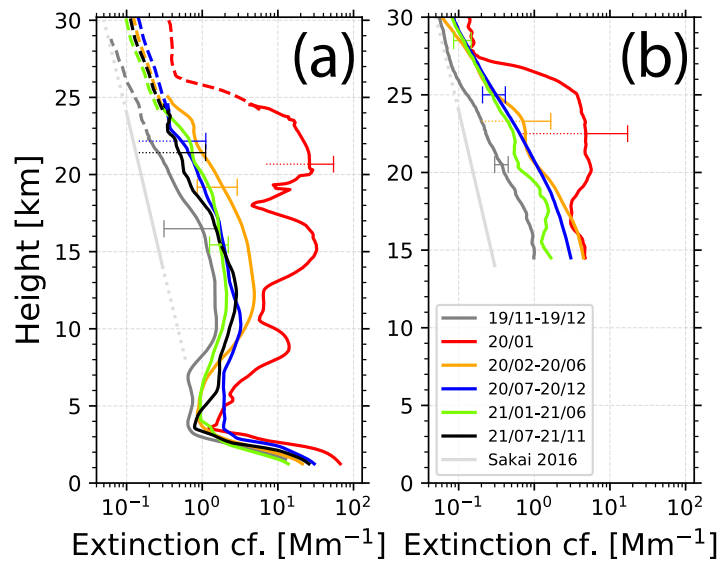 (a)
(b)
30
25
20
15
10
5
0
Height [km]
10⁻¹ 10⁰ 10¹ 10²
Extinction cf. [Mm⁻¹]
30
25
20
15
10
5
0
19/11-19/12
20/01
20/02-20/06
20/07-20/12
21/01-21/06
21/07-21/11
Sakai 2016
10⁻¹ 10⁰ 10¹ 10²
Extinction cf. [Mm⁻¹]